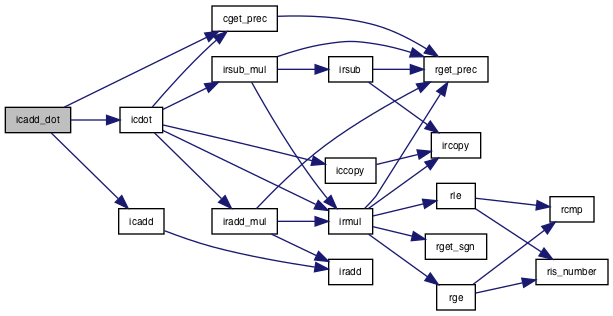 cget_prec
irsub_mul
irsub
rget_prec
icadd_dot
icdot
ircopy
iccopy
rle
rcmp
icadd
iradd_mul
irmul
rget_sgn
iradd
ris_number
rge